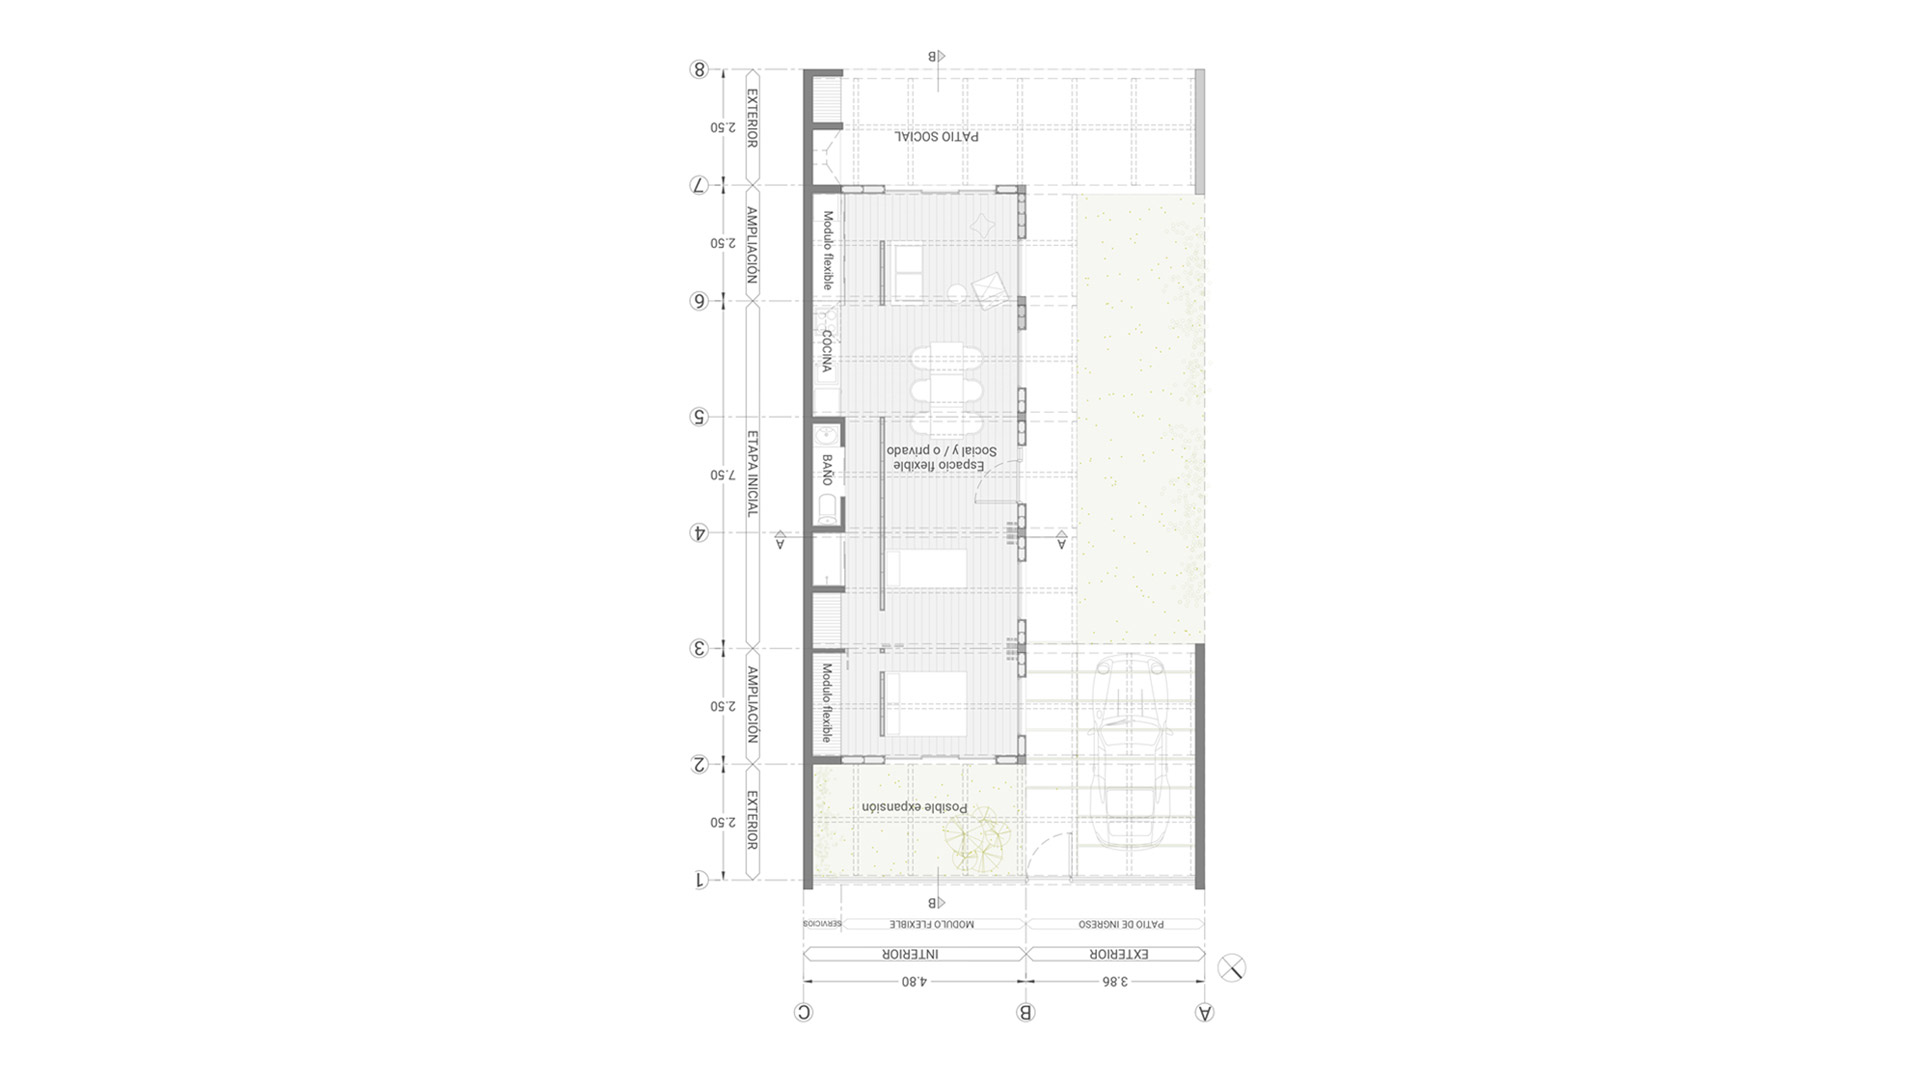 B
8
EXTERIOR
2.50
PATIO SOCIAL
7
AMPLIACIÓN
2.50
Modulo flexible
6
COCINA
5
ETAPA INICIAL
7.50
BAÑO
Espacio flexible
Social y / o privado
4
A
A
3
AMPLIACIÓN
2.50
Modulo flexible
2
EXTERIOR
2.50
Posible expansión
1
B
SERVICIOS
MODULO FLEXIBLE
PATIO DE INGRESO
INTERIOR
EXTERIOR
4.80
3.86
C
B
A